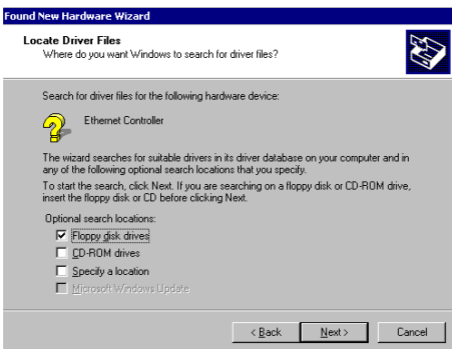 Found New Hardware Wizard
Locate Driver Files
Where do you want Windows to search for driver files?
Search for driver files for the following hardware device:
Ethernet Controller
The wizard searches for suitable drivers in its driver database on your computer and in
any of the following optional search locations that you specify.
To start the search, click Next. If you are searching on a floppy disk or CD-ROM drive,
insert the floppy disk or CD before clicking Next.
Optional search locations:
Floppy disk drives
CD-ROM drives
Specify a location
Microsoft Windows Update
< Back Next > Cancel